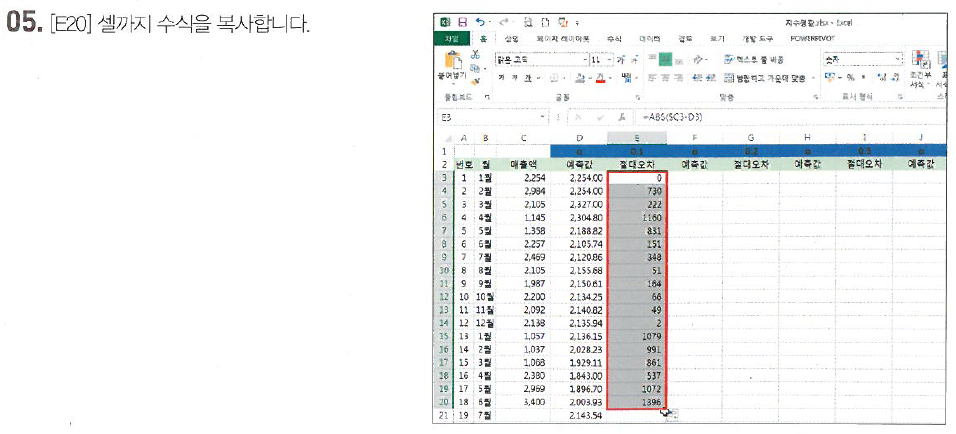 05. [E20] 셀까지 수식을 복사합니다.
지수평활.xlsx - Excel
파일 홈 삽입 페이지 레이아웃 수식 데이터 검토 보기 개발 도구 POWERPIVOT
맑은 고딕 11 텍스트 줄 바꿈 숫자
붙여넣기 가 가 가 병합하고 가운데 맞춤 % 조건부 서식
클립보드 글꼴 맞춤 표시 형식
E3 =ABS($C3-D3)
A B C D E F G H I J
1 α 0.1 α 0.2 α 0.3 α
2 번호 월 매출액 예측값 절대오차 예측값 절대오차 예측값 절대오차 예측값
3 1 1월 2,254 2,254.00 0
4 2 2월 2,984 2,254.00 730
5 3 3월 2,105 2,327.00 222
6 4 4월 1,145 2,304.80 1160
7 5 5월 1,358 2,188.82 831
8 6 6월 2,257 2,105.74 151
9 7 7월 2,469 2,120.86 348
10 8 8월 2,105 2,155.68 51
11 9 9월 1,987 2,150.61 164
12 10 10월 2,200 2,134.25 66
13 11 11월 2,092 2,140.82 49
14 12 12월 2,138 2,135.94 2
15 13 1월 1,057 2,136.15 1079
16 14 2월 1,037 2,028.23 991
17 15 3월 1,068 1,929.11 861
18 16 4월 2,380 1,843.00 537
19 17 5월 2,969 1,896.70 1072
20 18 6월 3,400 2,003.93 1396
21 19 7월 2,143.54